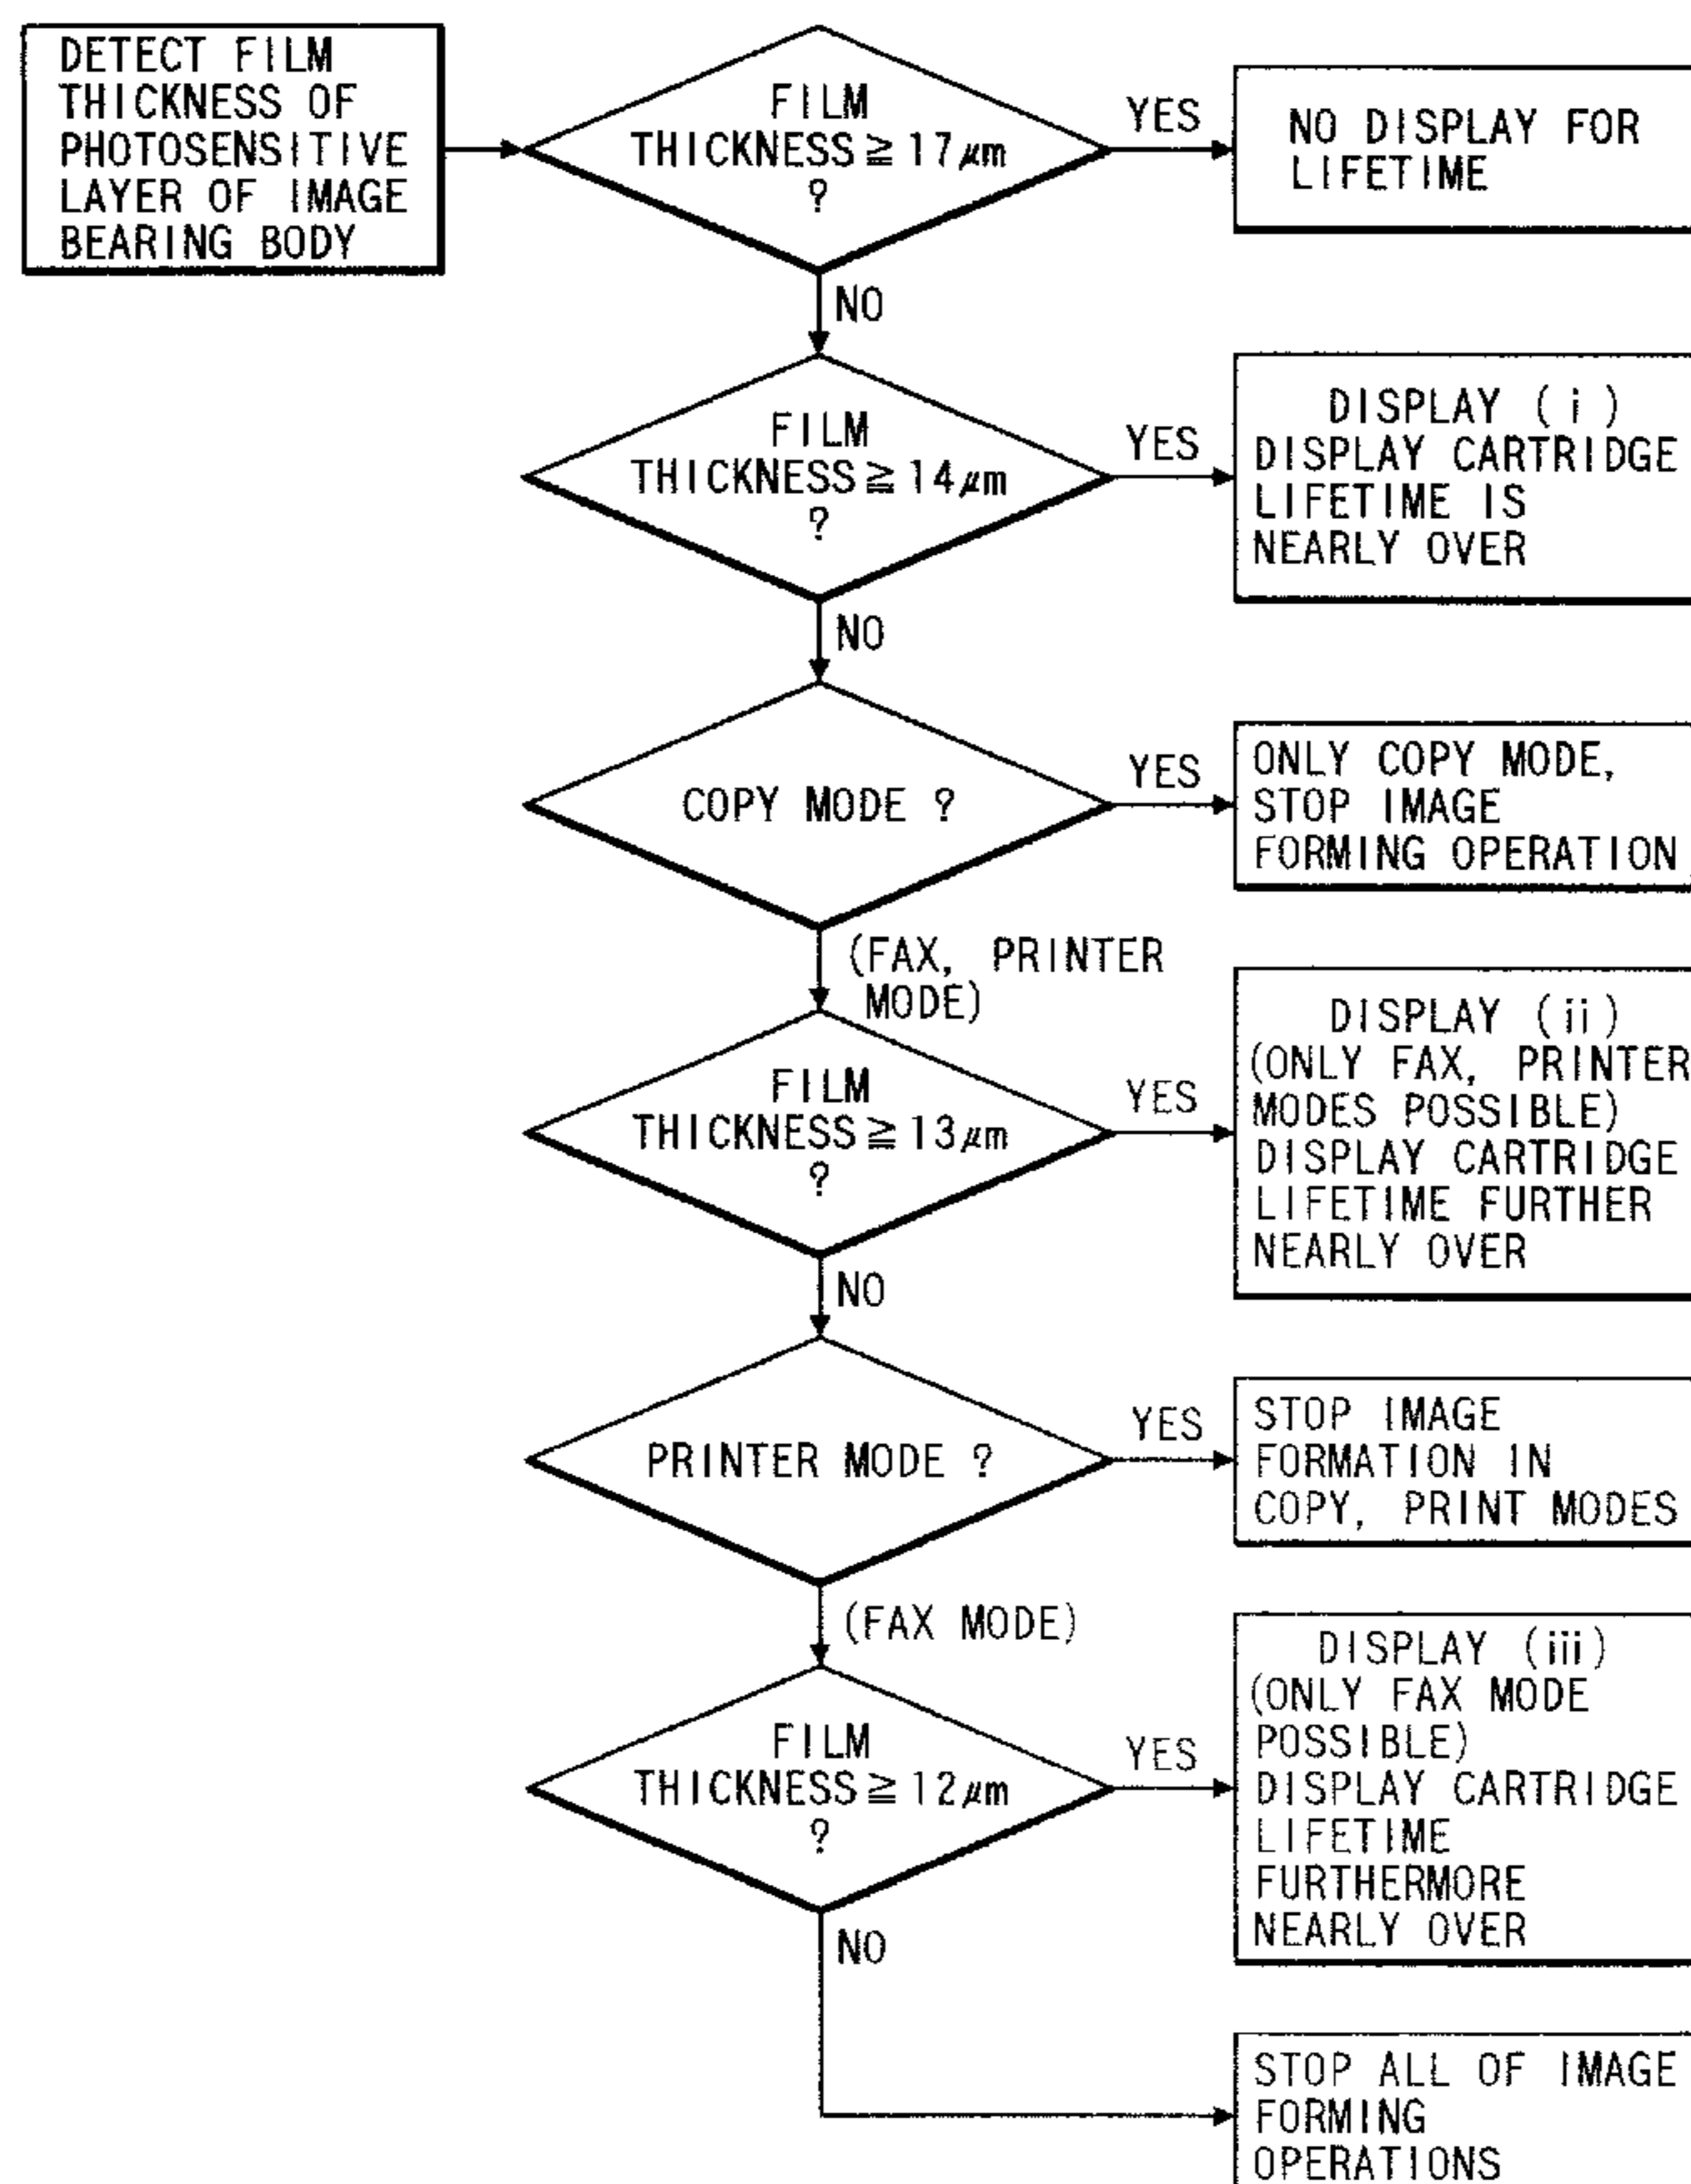 DETECT FILM
THICKNESS OF
PHOTOSENSITIVE
LAYER OF IMAGE
BEARING BODY
FILM
THICKNESS ≧ 17μm
?
YES
NO DISPLAY FOR
LIFETIME
NO
FILM
THICKNESS ≧ 14μm
?
YES
DISPLAY (i)
DISPLAY CARTRIDGE
LIFETIME IS
NEARLY OVER
NO
COPY MODE ?
YES
ONLY COPY MODE,
STOP IMAGE
FORMING OPERATION
(FAX, PRINTER
MODE)
FILM
THICKNESS ≧ 13μm
?
YES
DISPLAY (ii)
(ONLY FAX, PRINTER
MODES POSSIBLE)
DISPLAY CARTRIDGE
LIFETIME FURTHER
NEARLY OVER
NO
PRINTER MODE ?
YES
STOP IMAGE
FORMATION IN
COPY, PRINT MODES
(FAX MODE)
FILM
THICKNESS ≧ 12μm
?
YES
DISPLAY (iii)
(ONLY FAX MODE
POSSIBLE)
DISPLAY CARTRIDGE
LIFETIME
FURTHERMORE
NEARLY OVER
NO
STOP ALL OF IMAGE
FORMING
OPERATIONS